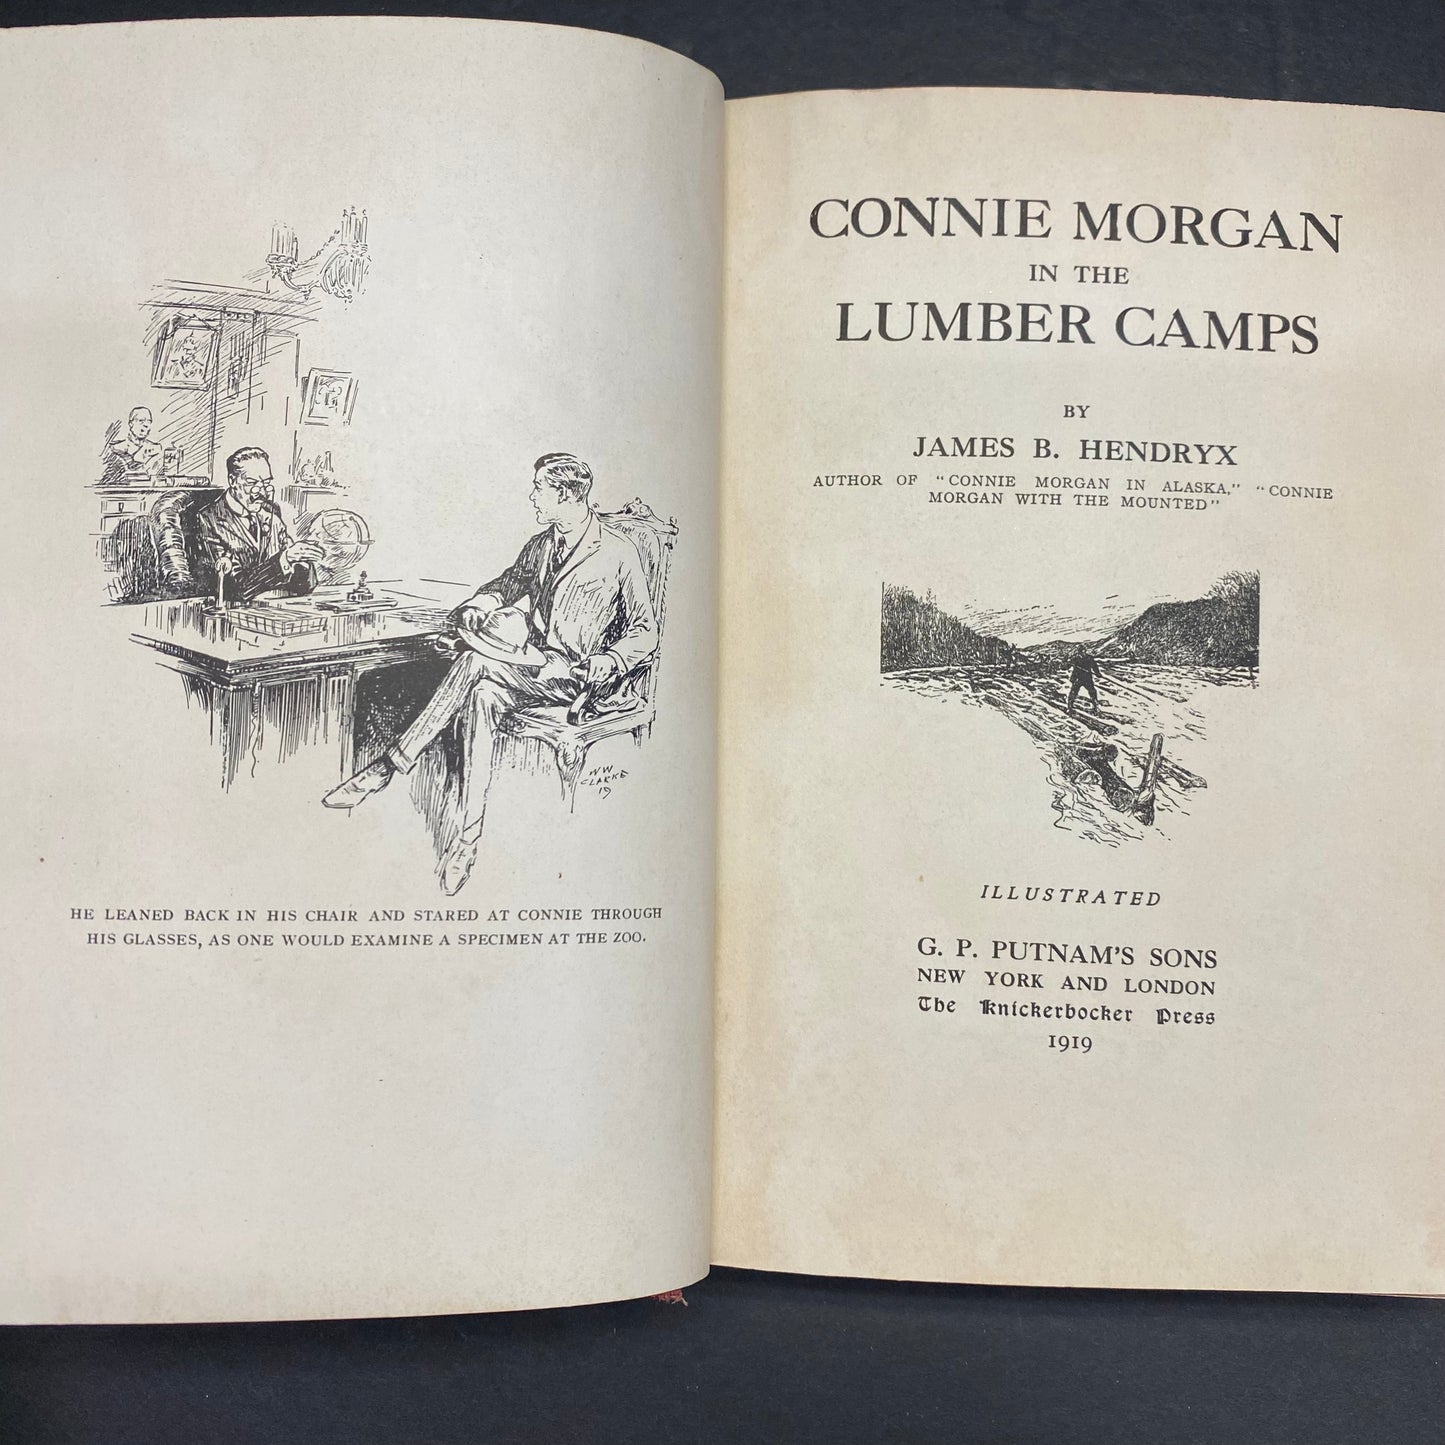 W W
CLARKE
19
HE LEANED BACK IN HIS CHAIR AND STARED AT CONNIE THROUGH
HIS GLASSES, AS ONE WOULD EXAMINE A SPECIMEN AT THE ZOO.
CONNIE MORGAN
IN THE
LUMBER CAMPS
BY
JAMES B. HENDRYX
AUTHOR OF "CONNIE MORGAN IN ALASKA," "CONNIE
MORGAN WITH THE MOUNTED"
ILLUSTRATED
G. P. PUTNAM'S SONS
NEW YORK AND LONDON
The Knickerbocker Press
1919